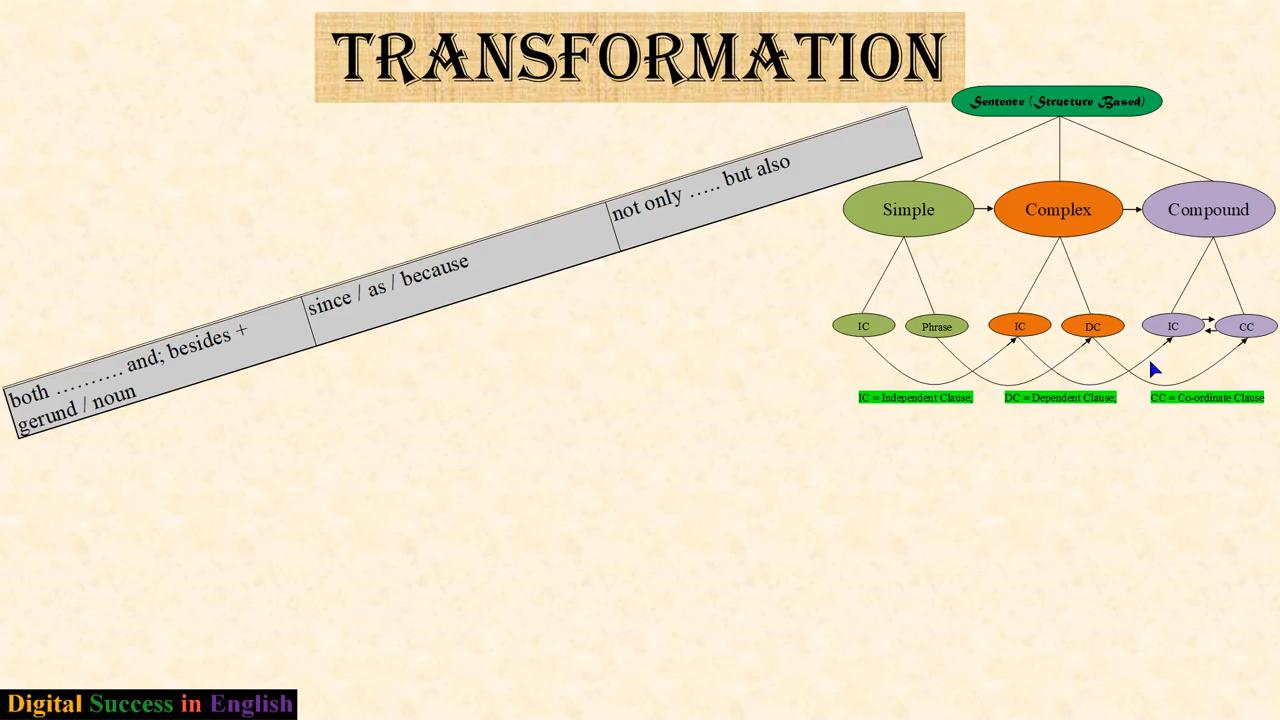 TRANSFORMATION
Sentence (Structure Based)
not only ..... but also
since / as / because
both .......... and; besides +
gerund / noun
Simple
Complex
Compound
IC
Phrase
IC
DC
IC
CC
IC = Independent Clause;
DC = Dependent Clause;
CC = Co-ordinate Clause
Digital Success in English